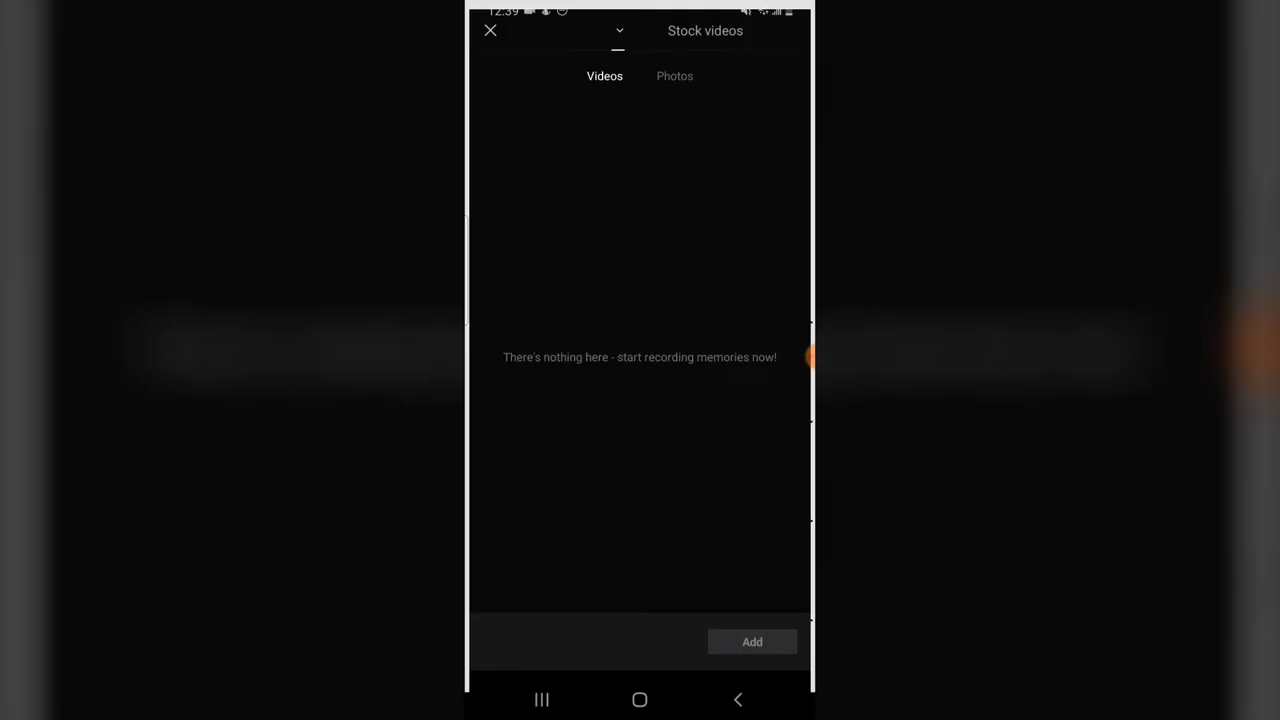 12:39
Stock videos
Videos Photos
There's nothing here - start recording memories now!
Add